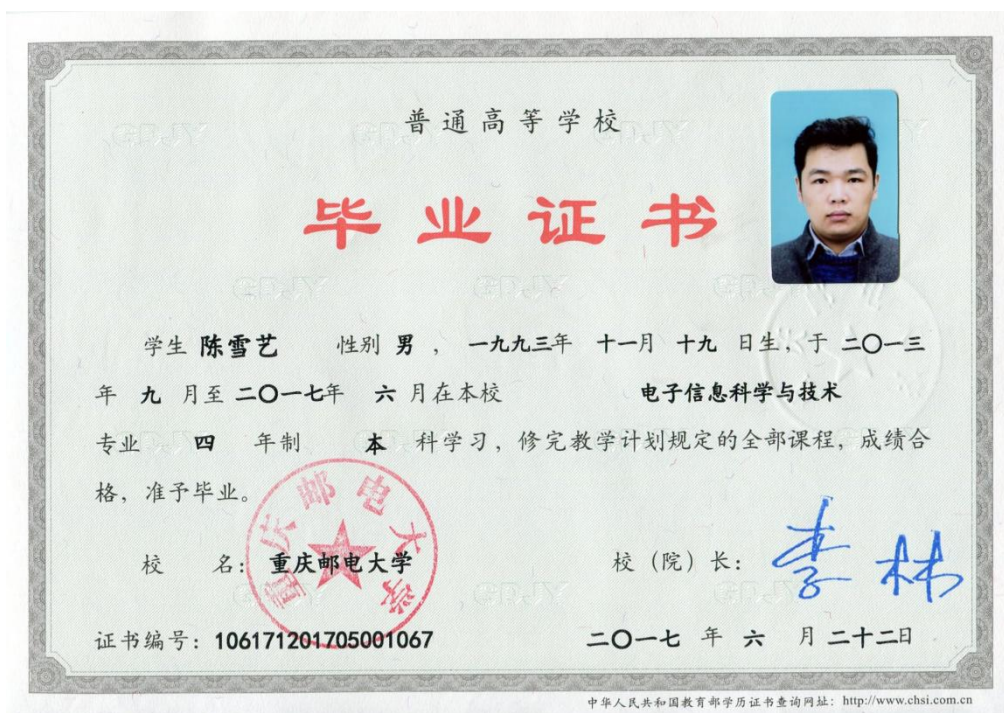 普通高等学校
毕业证书
学生 陈雪艺 性别 男 ， 一九九三年 十一月 十九 日生，于 二〇一三
年 九 月至 二〇一七年 六 月在本校 电子信息科学与技术
专业 四 年制 本 科学习，修完教学计划规定的全部课程，成绩合
格，准予毕业。
重庆邮电大学
校 名：重庆邮电大学 校（院）长：李林
证书编号：106171201705001067 二〇一七 年 六 月 二十二日
中华人民共和国教育部学历证书查询网址：http://www.chsi.com.cn